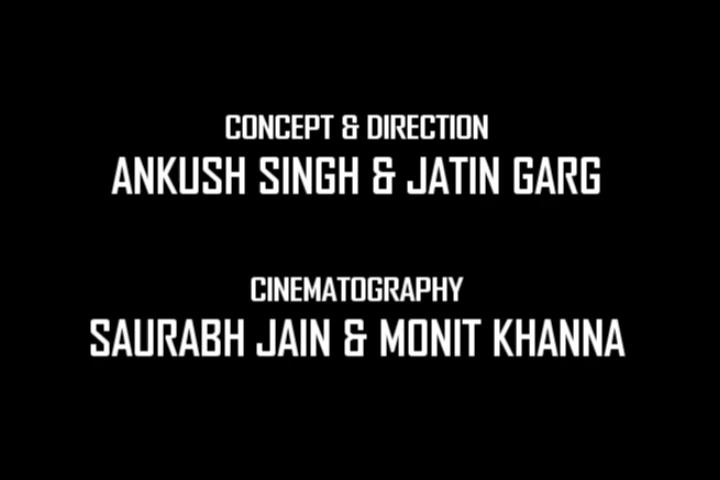 CONCEPT & DIRECTION
ANKUSH SINGH & JATIN GARG
CINEMATOGRAPHY
SAURABH JAIN & MONIT KHANNA